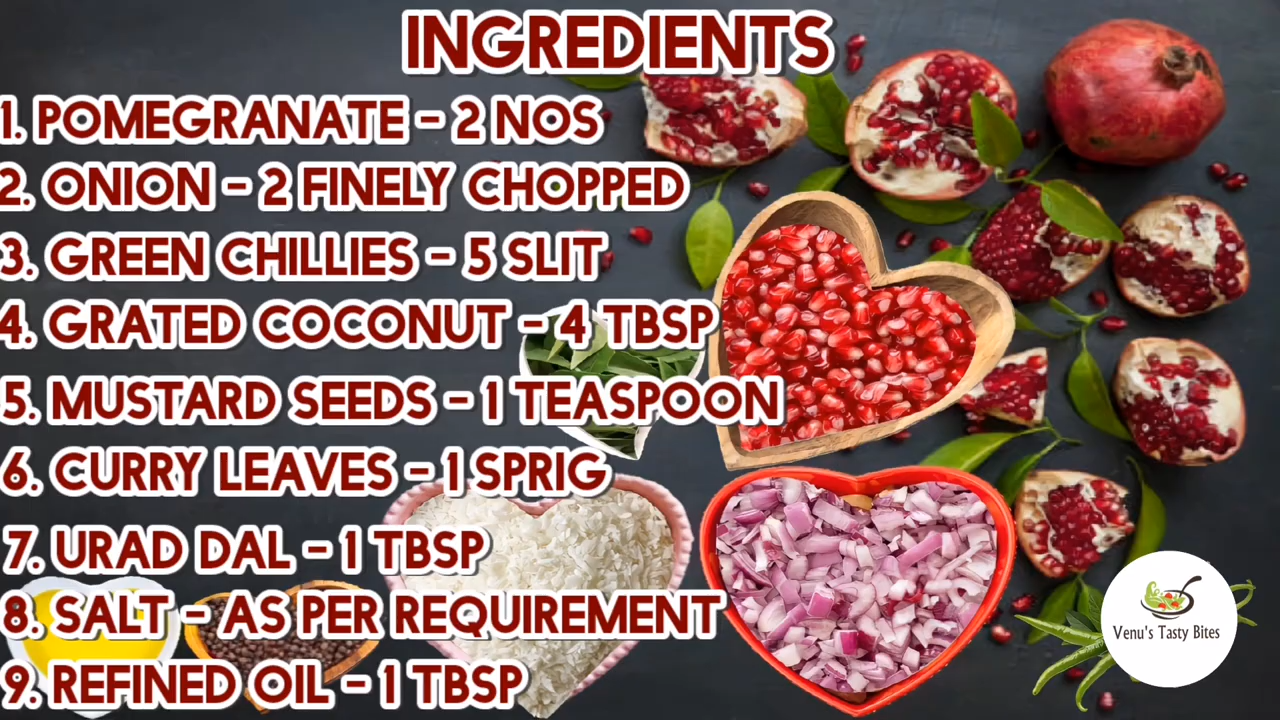 INGREDIENTS
1. POMEGRANATE - 2 NOS
2. ONION - 2 FINELY CHOPPED
3. GREEN CHILLIES - 5 SLIT
4. GRATED COCONUT - 4 TBSP
5. MUSTARD SEEDS - 1 TEASPOON
6. CURRY LEAVES - 1 SPRIG
7. URAD DAL - 1 TBSP
8. SALT - AS PER REQUIREMENT
9. REFINED OIL - 1 TBSP
Venu's Tasty Bites